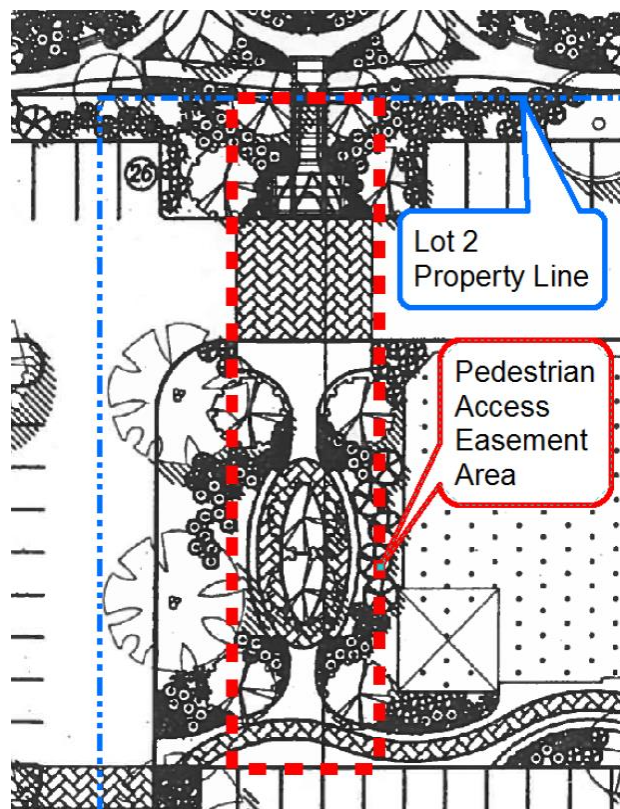 26
Lot 2
Property Line
Pedestrian
Access
Easement
Area